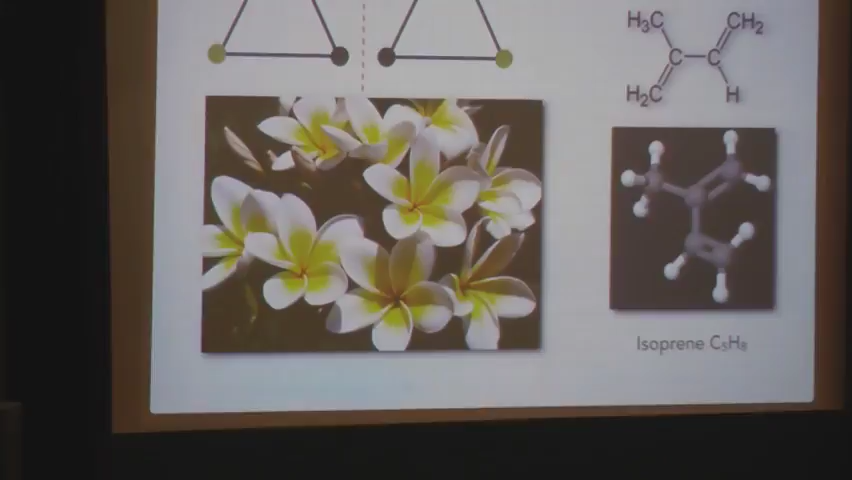 H₃C CH₂
C C
H₂C H
Isoprene C₅H₈